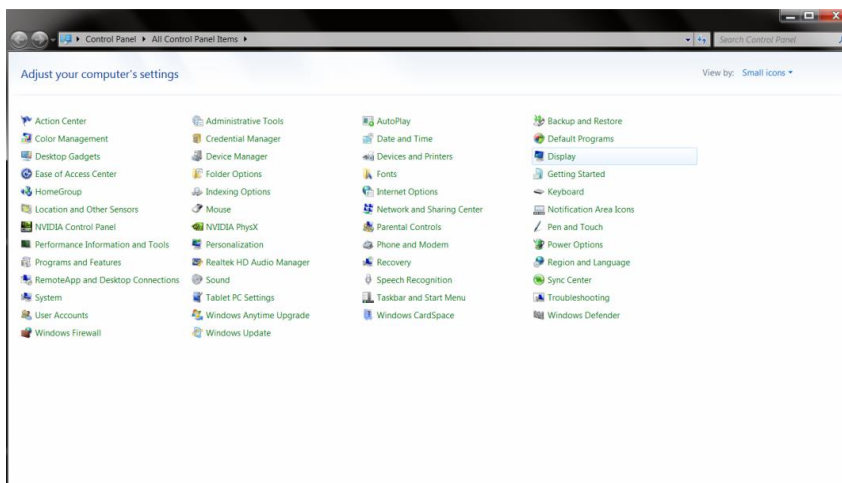 Control Panel All Control Panel Items
Search Control Panel
Adjust your computer's settings
View by: Small icons
Action Center Administrative Tools AutoPlay Backup and Restore
Color Management Credential Manager Date and Time Default Programs
Desktop Gadgets Device Manager Devices and Printers Display
Ease of Access Center Folder Options Fonts Getting Started
HomeGroup Indexing Options Internet Options Keyboard
Location and Other Sensors Mouse Network and Sharing Center Notification Area Icons
NVIDIA Control Panel NVIDIA PhysX Parental Controls Pen and Touch
Performance Information and Tools Personalization Phone and Modem Power Options
Programs and Features Realtek HD Audio Manager Recovery Region and Language
RemoteApp and Desktop Connections Sound Speech Recognition Sync Center
System Tablet PC Settings Taskbar and Start Menu Troubleshooting
User Accounts Windows Anytime Upgrade Windows CardSpace Windows Defender
Windows Firewall Windows Update